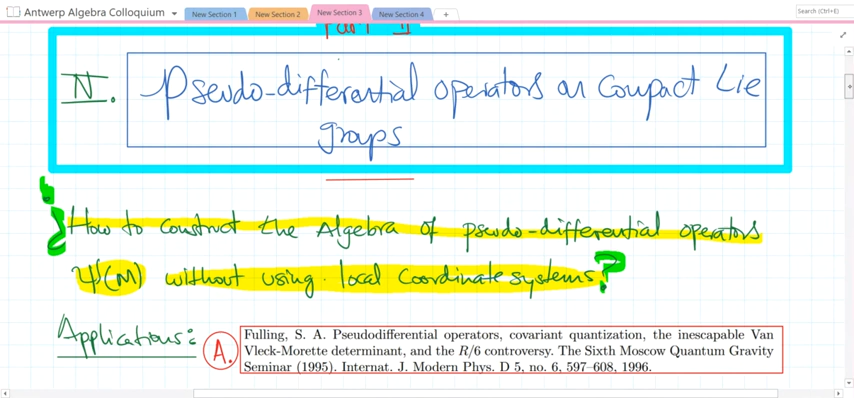 Antwerp Algebra Colloquium
New Section 1
New Section 2
New Section 3
New Section 4
+
Search (Ctrl+E)
Part II
IV. Pseudo-differential operators on Compact Lie
groups
¿How to construct the Algebra of pseudo-differential operators
Ψ(M) without using local coordinate systems?
Applications:
A.
Fulling, S. A. Pseudodifferential operators, covariant quantization, the inescapable Van
Vleck-Morette determinant, and the R/6 controversy. The Sixth Moscow Quantum Gravity
Seminar (1995). Internat. J. Modern Phys. D 5, no. 6, 597–608, 1996.